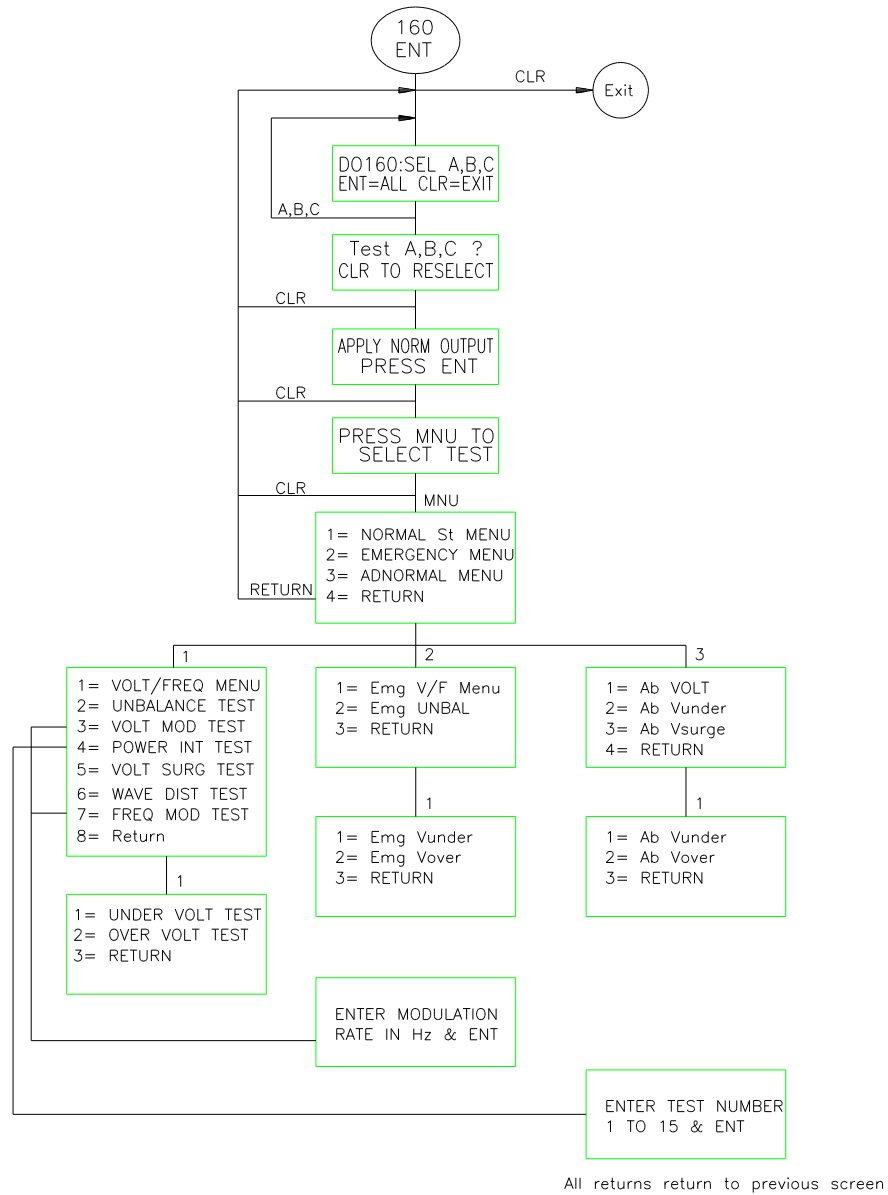 160
ENT
CLR
Exit
DO160:SEL A,B,C
ENT=ALL CLR=EXIT
A,B,C
Test A,B,C ?
CLR TO RESELECT
CLR
APPLY NORM OUTPUT
PRESS ENT
CLR
PRESS MNU TO
SELECT TEST
CLR
MNU
1= NORMAL St MENU
2= EMERGENCY MENU
3= ADNORMAL MENU
4= RETURN
RETURN
1
2
3
1= VOLT/FREQ MENU
2= UNBALANCE TEST
3= VOLT MOD TEST
4= POWER INT TEST
5= VOLT SURG TEST
6= WAVE DIST TEST
7= FREQ MOD TEST
8= Return
1= Emg V/F Menu
2= Emg UNBAL
3= RETURN
1= Ab VOLT
2= Ab Vunder
3= Ab Vsurge
4= RETURN
1
1
1
1= UNDER VOLT TEST
2= OVER VOLT TEST
3= RETURN
1= Emg Vunder
2= Emg Vover
3= RETURN
1= Ab Vunder
2= Ab Vover
3= RETURN
ENTER MODULATION
RATE IN Hz & ENT
ENTER TEST NUMBER
1 TO 15 & ENT
All returns return to previous screen